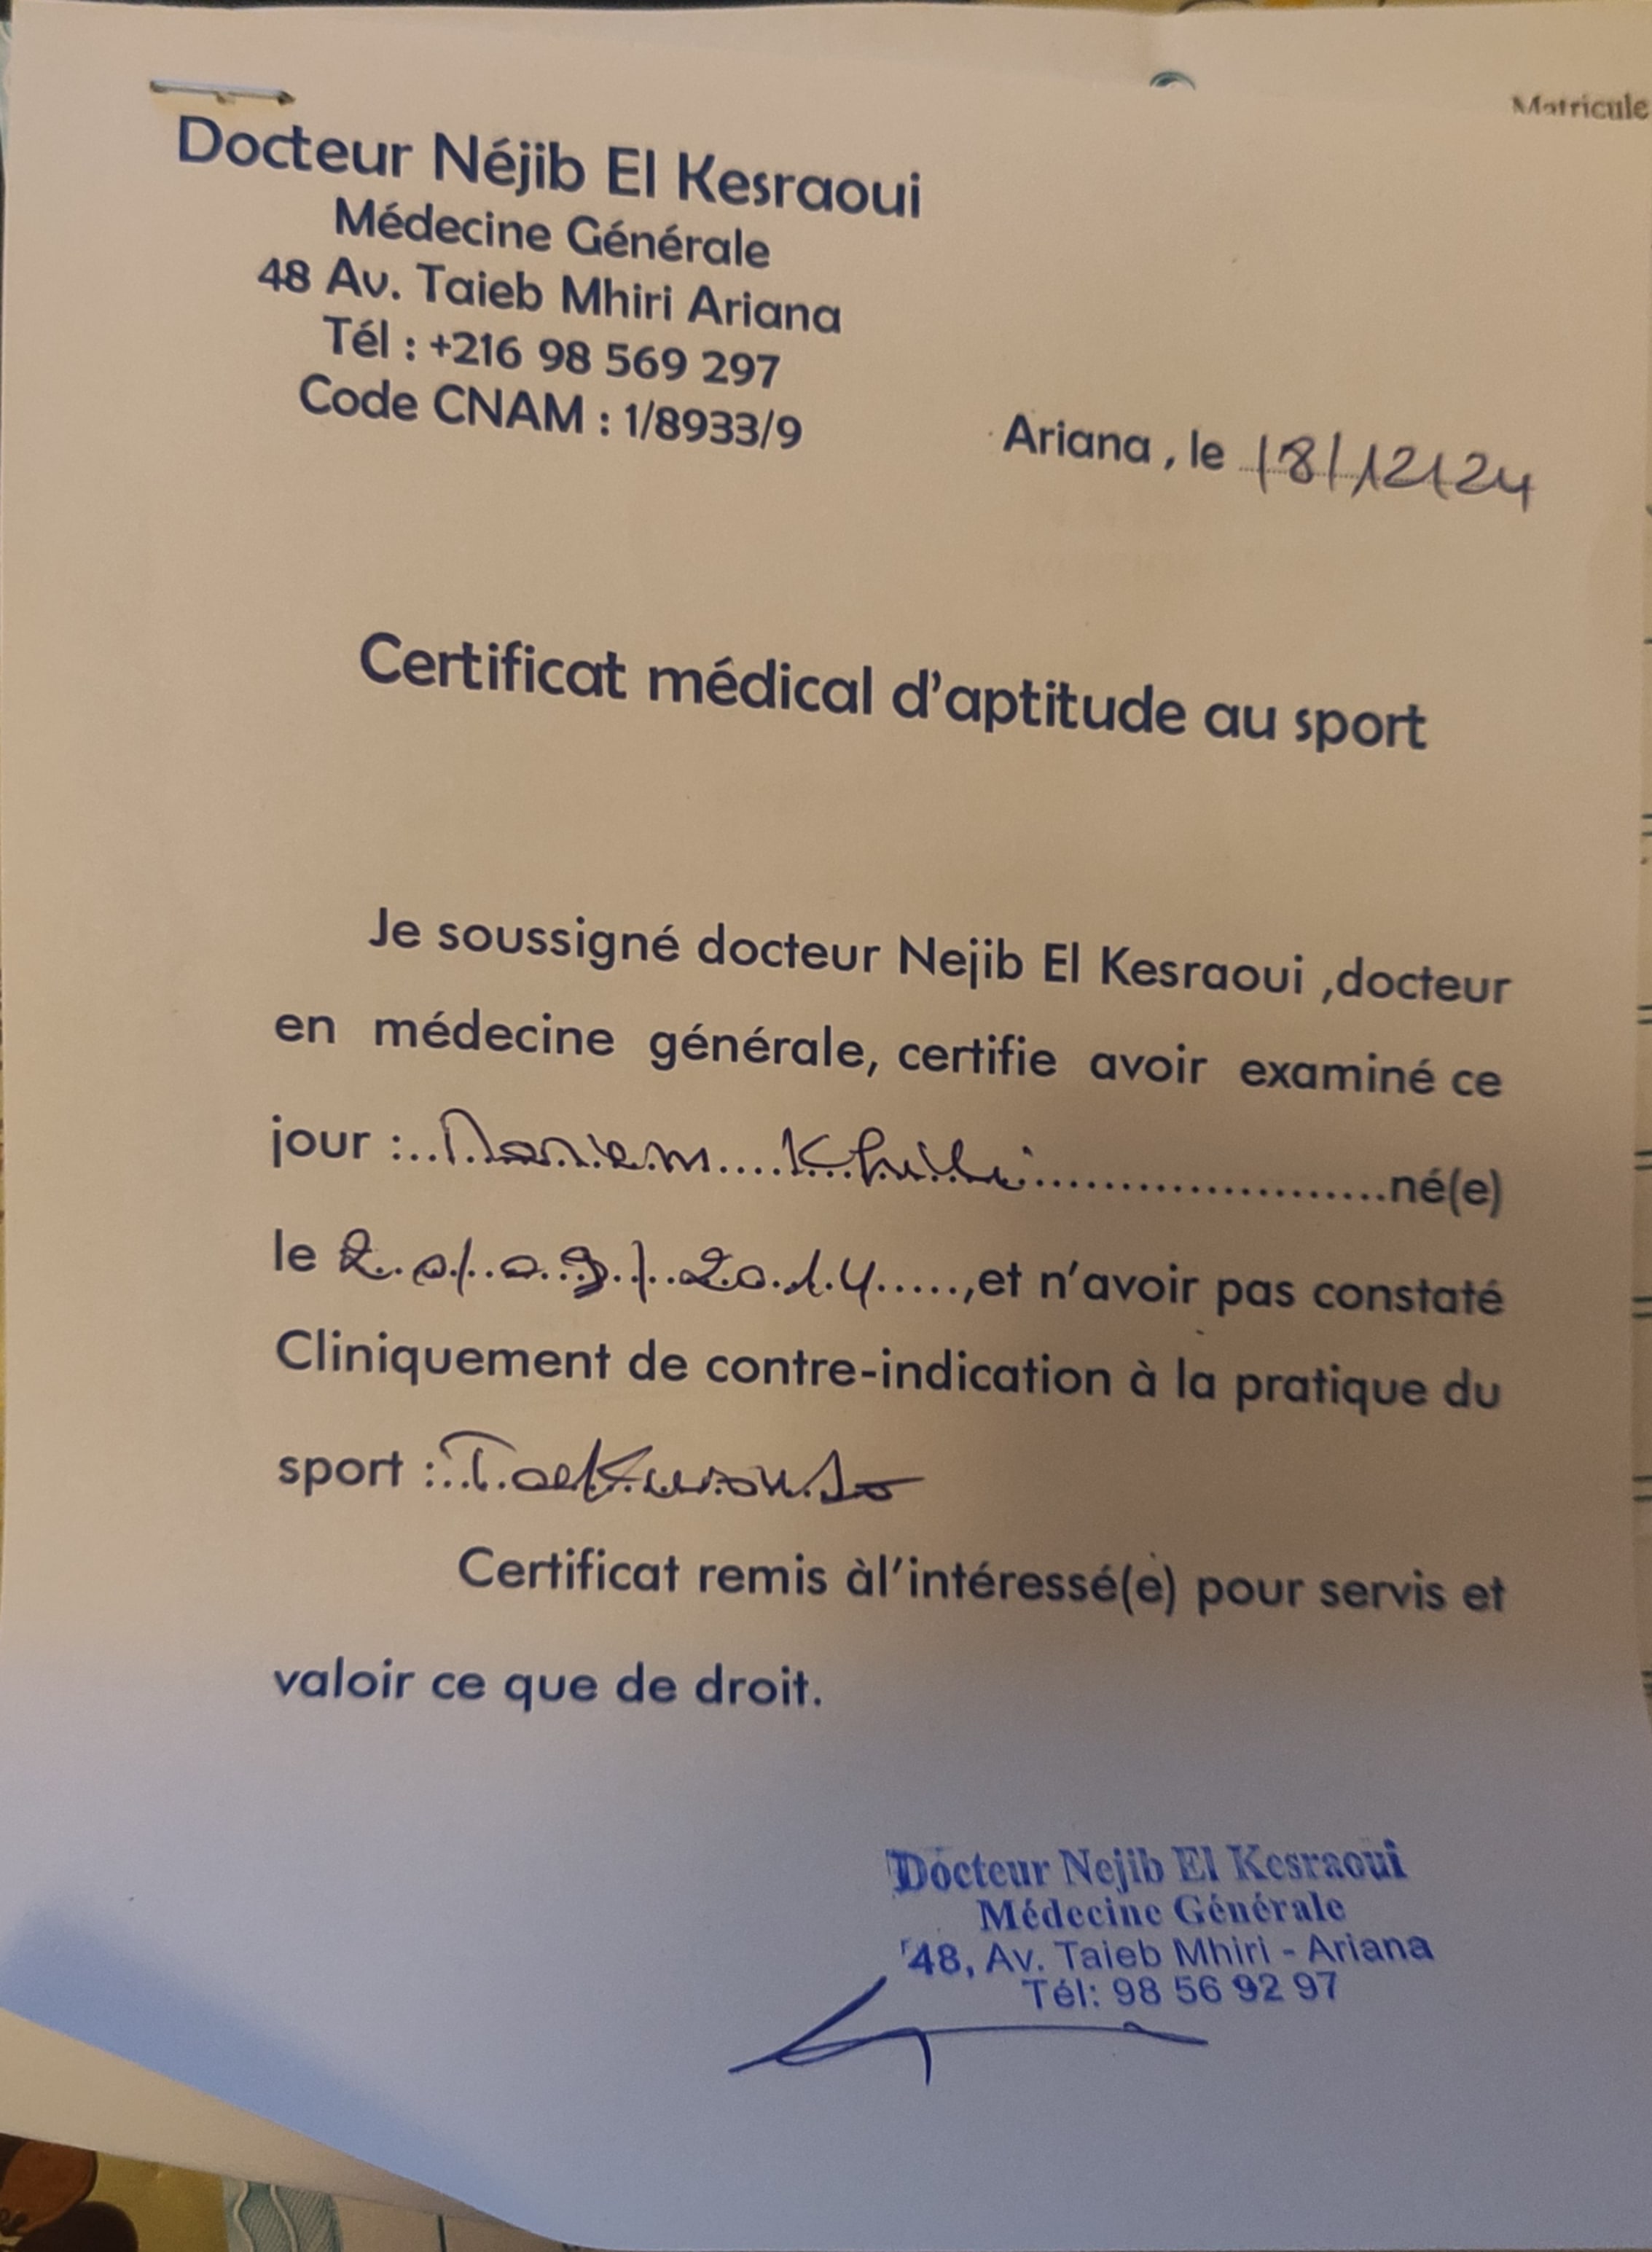 Matricule
Docteur Néjib El Kesraoui
Médecine Générale
48 Av. Taieb Mhiri Ariana
Tél : +216 98 569 297
Code CNAM : 1/8933/9
Ariana, le 18/12/24
Certificat médical d'aptitude au sport
Je soussigné docteur Nejib El Kesraoui ,docteur
en médecine générale, certifie avoir examiné ce
jour :..Mariem....Khlifi.......................né(e)
le 20/09/2014.....,et n'avoir pas constaté
Cliniquement de contre-indication à la pratique du
sport :..Taekwondo
Certificat remis àl'intéressé(e) pour servis et
valoir ce que de droit.
Docteur Nejib El Kesraoui
Médecine Générale
48, Av. Taieb Mhiri - Ariana
Tél: 98 56 92 97